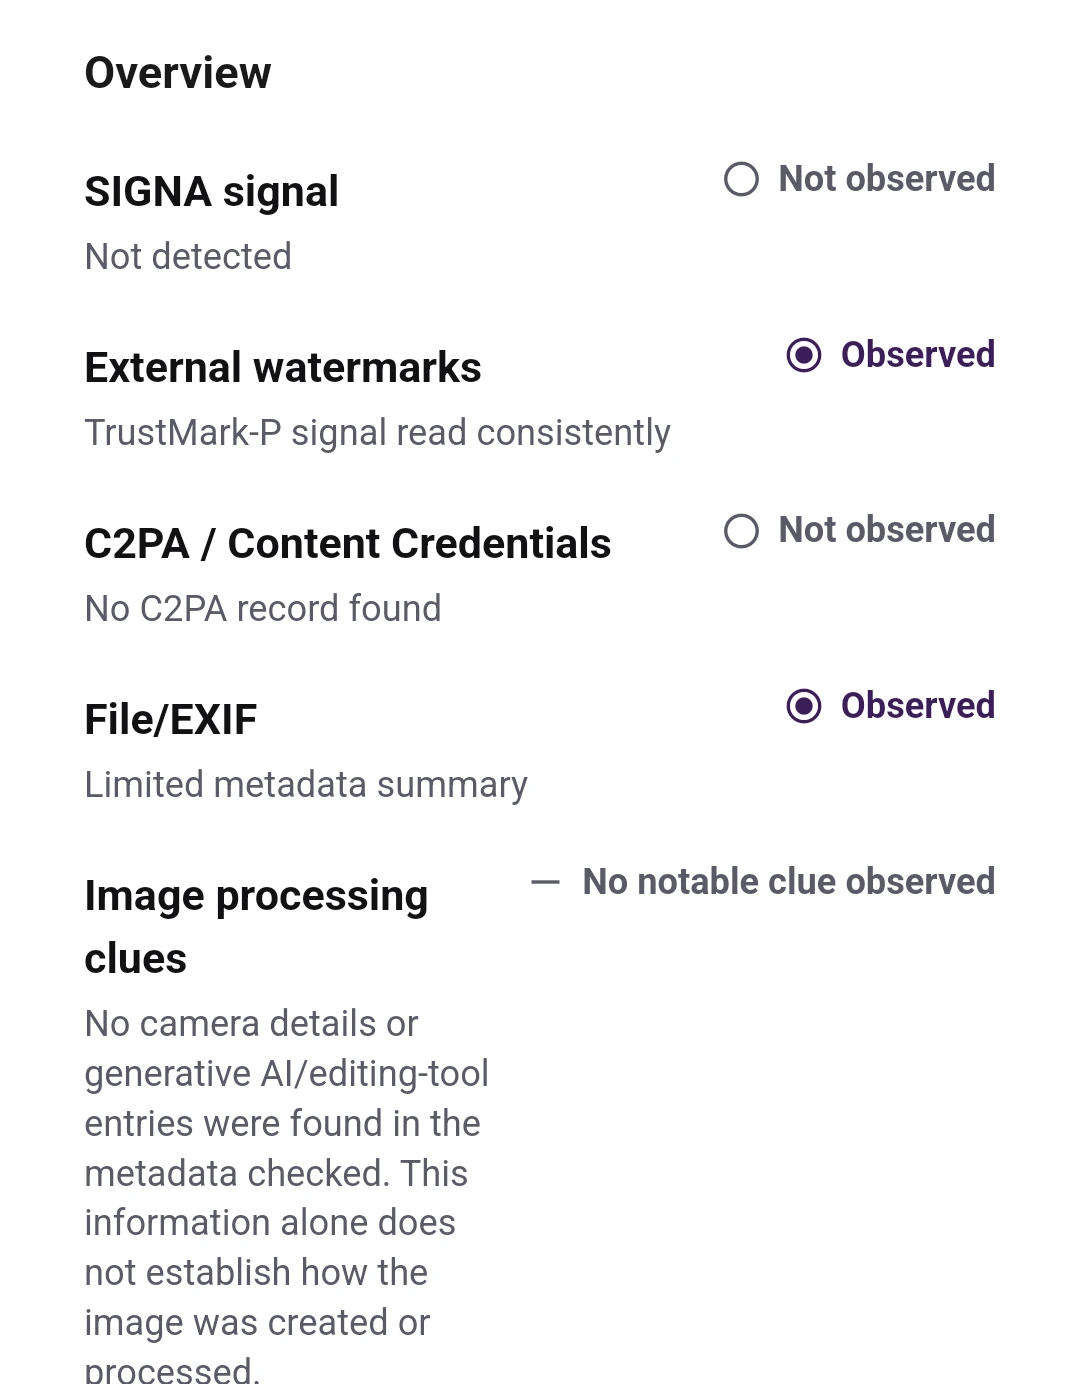 Overview
SIGNA signal
Not observed
Not detected
External watermarks
Observed
TrustMark-P signal read consistently
C2PA / Content Credentials
Not observed
No C2PA record found
File/EXIF
Observed
Limited metadata summary
Image processing
No notable clue observed
clues
No camera details or
generative AI/editing-tool
entries were found in the
metadata checked. This
information alone does
not establish how the
image was created or
processed.